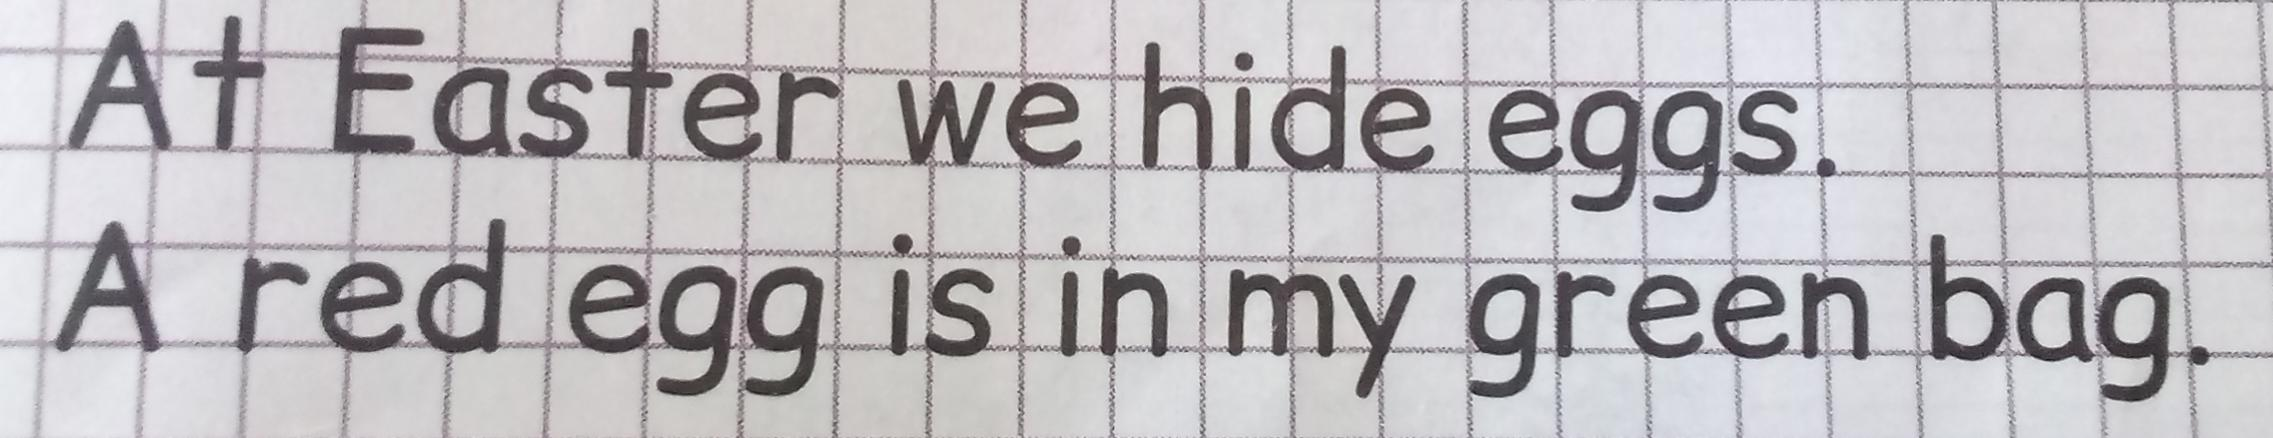 At Easter we hide eggs.
A red egg is in my green bag.